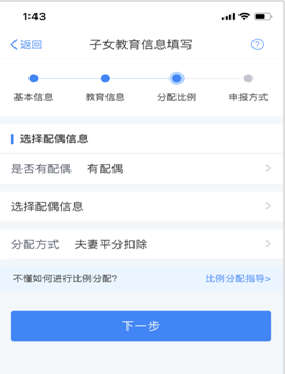 1:43
返回 子女教育信息填写
基本信息 教育信息 分配比例 申报方式
选择配偶信息
是否有配偶 有配偶
选择配偶信息
分配方式 夫妻平分扣除
不懂如何进行比例分配? 比例分配指导>
下一步